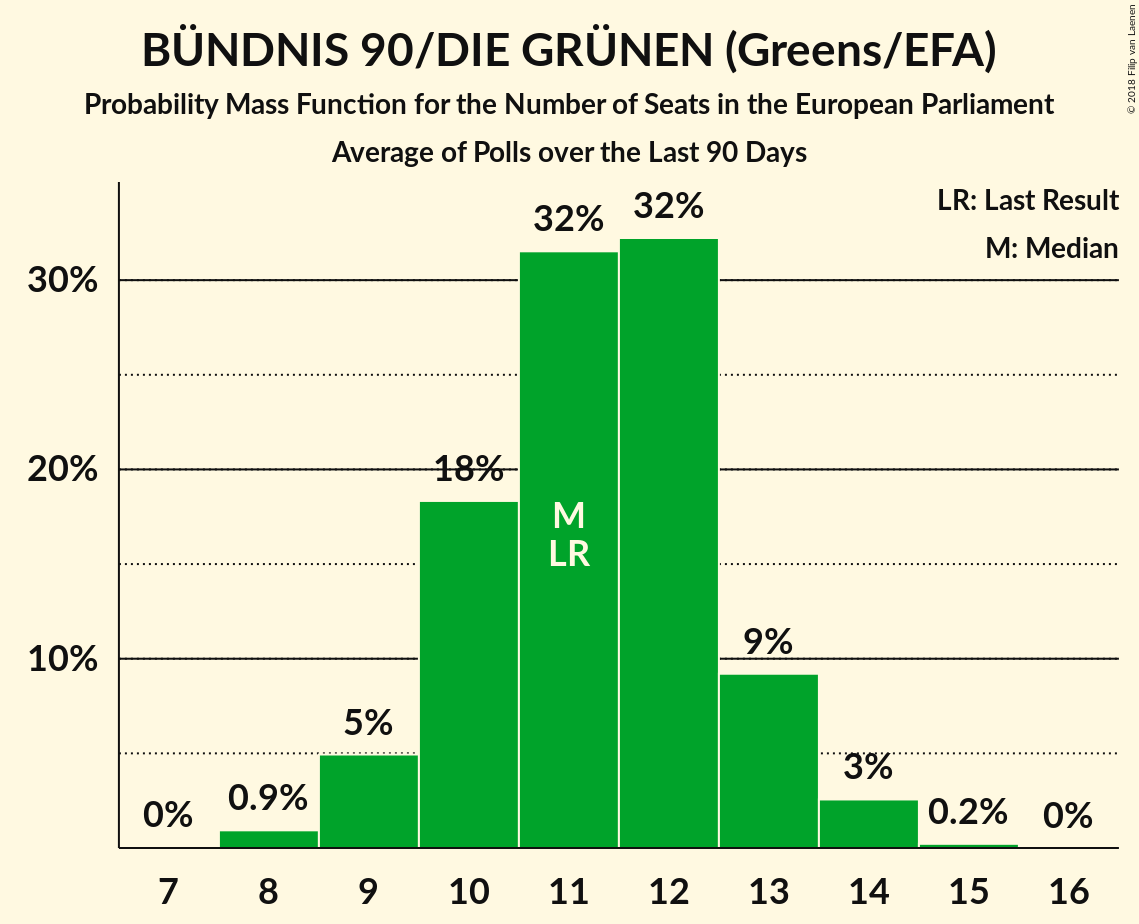 BÜNDNIS 90/DIE GRÜNEN (Greens/EFA)
Probability Mass Function for the Number of Seats in the European Parliament
Average of Polls over the Last 90 Days
© 2018 Filip van Laenen
LR: Last Result
M: Median
30%
20%
10%
0%
0.9%
5%
18%
32%
32%
9%
3%
0.2%
0%
M
LR
7 8 9 10 11 12 13 14 15 16